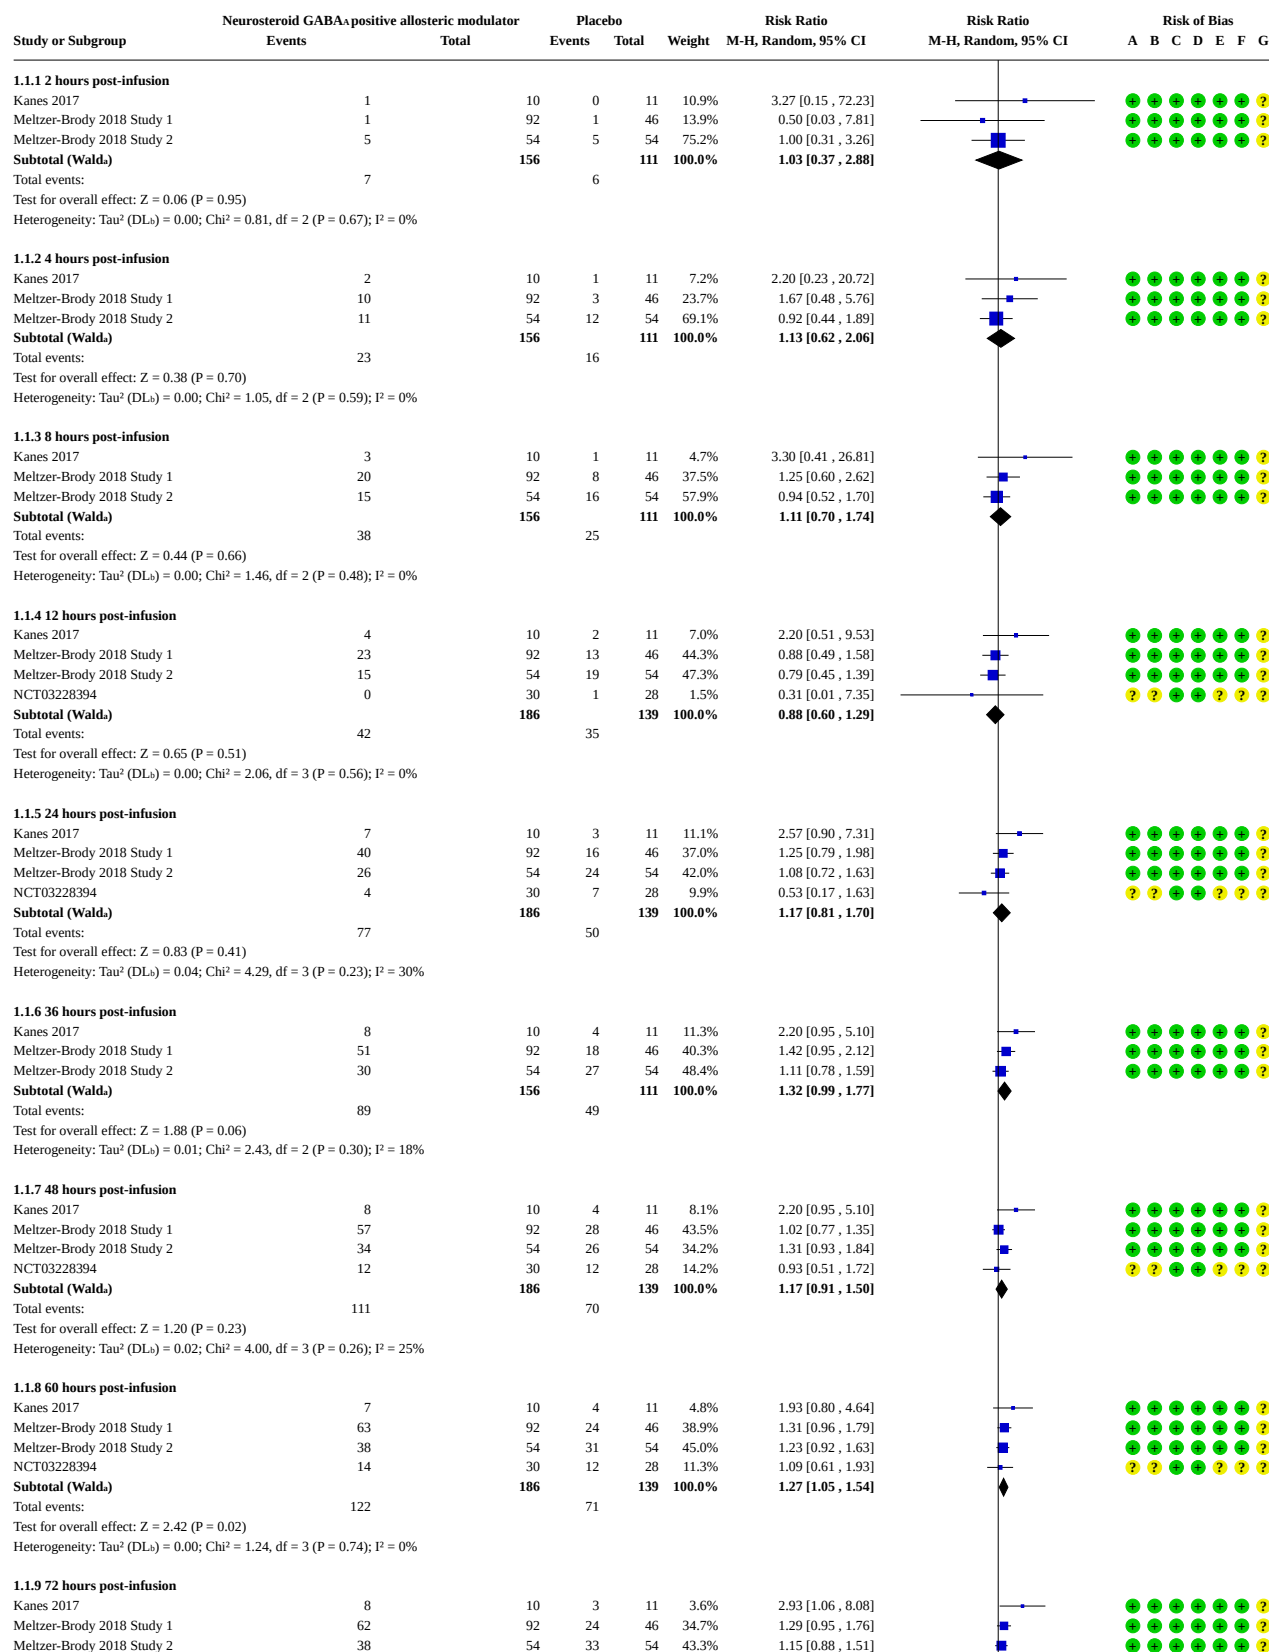 Neurosteroid GABAA positive allosteric modulator Placebo Risk Ratio Risk Ratio Risk of Bias
Study or Subgroup Events Total Events Total Weight M-H, Random, 95% CI M-H, Random, 95% CI A B C D E F G
1.1.1 2 hours post-infusion
Kanes 2017 1 10 0 11 10.9% 3.27 [0.15 , 72.23] + + + + + + ?
Meltzer-Brody 2018 Study 1 1 92 1 46 13.9% 0.50 [0.03 , 7.81] + + + + + + ?
Meltzer-Brody 2018 Study 2 5 54 5 54 75.2% 1.00 [0.31 , 3.26] + + + + + + ?
Subtotal (Walda) 156 111 100.0% 1.03 [0.37 , 2.88]
Total events: 7 6
Test for overall effect: Z = 0.06 (P = 0.95)
Heterogeneity: Tau² (DLb) = 0.00; Chi² = 0.81, df = 2 (P = 0.67); I² = 0%
1.1.2 4 hours post-infusion
Kanes 2017 2 10 1 11 7.2% 2.20 [0.23 , 20.72] + + + + + + ?
Meltzer-Brody 2018 Study 1 10 92 3 46 23.7% 1.67 [0.48 , 5.76] + + + + + + ?
Meltzer-Brody 2018 Study 2 11 54 12 54 69.1% 0.92 [0.44 , 1.89] + + + + + + ?
Subtotal (Walda) 156 111 100.0% 1.13 [0.62 , 2.06]
Total events: 23 16
Test for overall effect: Z = 0.38 (P = 0.70)
Heterogeneity: Tau² (DLb) = 0.00; Chi² = 1.05, df = 2 (P = 0.59); I² = 0%
1.1.3 8 hours post-infusion
Kanes 2017 3 10 1 11 4.7% 3.30 [0.41 , 26.81] + + + + + + ?
Meltzer-Brody 2018 Study 1 20 92 8 46 37.5% 1.25 [0.60 , 2.62] + + + + + + ?
Meltzer-Brody 2018 Study 2 15 54 16 54 57.9% 0.94 [0.52 , 1.70] + + + + + + ?
Subtotal (Walda) 156 111 100.0% 1.11 [0.70 , 1.74]
Total events: 38 25
Test for overall effect: Z = 0.44 (P = 0.66)
Heterogeneity: Tau² (DLb) = 0.00; Chi² = 1.46, df = 2 (P = 0.48); I² = 0%
1.1.4 12 hours post-infusion
Kanes 2017 4 10 2 11 7.0% 2.20 [0.51 , 9.53] + + + + + + ?
Meltzer-Brody 2018 Study 1 23 92 13 46 44.3% 0.88 [0.49 , 1.58] + + + + + + ?
Meltzer-Brody 2018 Study 2 15 54 19 54 47.3% 0.79 [0.45 , 1.39] + + + + + + ?
NCT03228394 0 30 1 28 1.5% 0.31 [0.01 , 7.35] ? ? + + ? ? ?
Subtotal (Walda) 186 139 100.0% 0.88 [0.60 , 1.29]
Total events: 42 35
Test for overall effect: Z = 0.65 (P = 0.51)
Heterogeneity: Tau² (DLb) = 0.00; Chi² = 2.06, df = 3 (P = 0.56); I² = 0%
1.1.5 24 hours post-infusion
Kanes 2017 7 10 3 11 11.1% 2.57 [0.90 , 7.31] + + + + + + ?
Meltzer-Brody 2018 Study 1 40 92 16 46 37.0% 1.25 [0.79 , 1.98] + + + + + + ?
Meltzer-Brody 2018 Study 2 26 54 24 54 42.0% 1.08 [0.72 , 1.63] + + + + + + ?
NCT03228394 4 30 7 28 9.9% 0.53 [0.17 , 1.63] ? ? + + ? ? ?
Subtotal (Walda) 186 139 100.0% 1.17 [0.81 , 1.70]
Total events: 77 50
Test for overall effect: Z = 0.83 (P = 0.41)
Heterogeneity: Tau² (DLb) = 0.04; Chi² = 4.29, df = 3 (P = 0.23); I² = 30%
1.1.6 36 hours post-infusion
Kanes 2017 8 10 4 11 11.3% 2.20 [0.95 , 5.10] + + + + + + ?
Meltzer-Brody 2018 Study 1 51 92 18 46 40.3% 1.42 [0.95 , 2.12] + + + + + + ?
Meltzer-Brody 2018 Study 2 30 54 27 54 48.4% 1.11 [0.78 , 1.59] + + + + + + ?
Subtotal (Walda) 156 111 100.0% 1.32 [0.99 , 1.77]
Total events: 89 49
Test for overall effect: Z = 1.88 (P = 0.06)
Heterogeneity: Tau² (DLb) = 0.01; Chi² = 2.43, df = 2 (P = 0.30); I² = 18%
1.1.7 48 hours post-infusion
Kanes 2017 8 10 4 11 8.1% 2.20 [0.95 , 5.10] + + + + + + ?
Meltzer-Brody 2018 Study 1 57 92 28 46 43.5% 1.02 [0.77 , 1.35] + + + + + + ?
Meltzer-Brody 2018 Study 2 34 54 26 54 34.2% 1.31 [0.93 , 1.84] + + + + + + ?
NCT03228394 12 30 12 28 14.2% 0.93 [0.51 , 1.72] ? ? + + ? ? ?
Subtotal (Walda) 186 139 100.0% 1.17 [0.91 , 1.50]
Total events: 111 70
Test for overall effect: Z = 1.20 (P = 0.23)
Heterogeneity: Tau² (DLb) = 0.02; Chi² = 4.00, df = 3 (P = 0.26); I² = 25%
1.1.8 60 hours post-infusion
Kanes 2017 7 10 4 11 4.8% 1.93 [0.80 , 4.64] + + + + + + ?
Meltzer-Brody 2018 Study 1 63 92 24 46 38.9% 1.31 [0.96 , 1.79] + + + + + + ?
Meltzer-Brody 2018 Study 2 38 54 31 54 45.0% 1.23 [0.92 , 1.63] + + + + + + ?
NCT03228394 14 30 12 28 11.3% 1.09 [0.61 , 1.93] ? ? + + ? ? ?
Subtotal (Walda) 186 139 100.0% 1.27 [1.05 , 1.54]
Total events: 122 71
Test for overall effect: Z = 2.42 (P = 0.02)
Heterogeneity: Tau² (DLb) = 0.00; Chi² = 1.24, df = 3 (P = 0.74); I² = 0%
1.1.9 72 hours post-infusion
Kanes 2017 8 10 3 11 3.6% 2.93 [1.06 , 8.08] + + + + + + ?
Meltzer-Brody 2018 Study 1 62 92 24 46 34.7% 1.29 [0.95 , 1.76] + + + + + + ?
Meltzer-Brody 2018 Study 2 38 54 33 54 43.3% 1.15 [0.88 , 1.51] + + + + + + ?